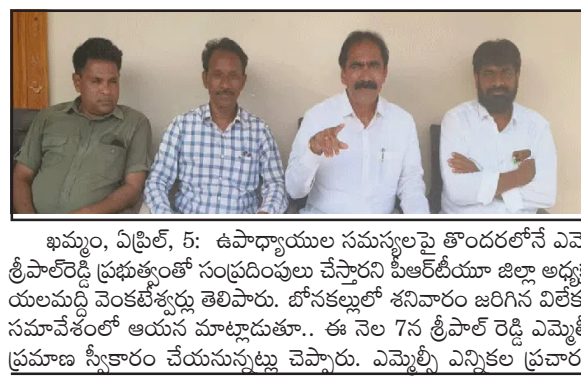 ఖమ్మం, ఏప్రిల్, 5: ఉపాధ్యాయుల సమస్యలపై తొందరలోనే
శ్రీపాల్‌రెడ్డి ప్రభుత్వంతో సంప్రదింపులు చేస్తారని పీఆర్‌టీయూ జిల్లా
యలమద్ది వెంకటేశ్వర్లు తెలిపారు. బోనకల్లులో శనివారం జరిగిన
సమావేశంలో ఆయన మాట్లాడుతూ.. ఈ నెల 7న శ్రీపాల్ రెడ్డి
ప్రమాణ స్వీకారం చేయనున్నట్లు చెప్పారు. ఎమ్మెల్సీ ఎన్నికల